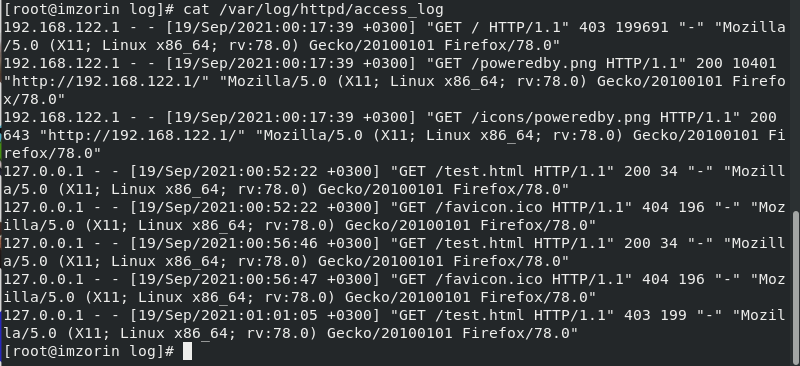 [root@imzorin log]# cat /var/log/httpd/access_log
192.168.122.1 - - [19/Sep/2021:00:17:39 +0300] "GET / HTTP/1.1" 403 199691 "-" "Mozilla
/5.0 (X11; Linux x86_64; rv:78.0) Gecko/20100101 Firefox/78.0"
192.168.122.1 - - [19/Sep/2021:00:17:39 +0300] "GET /poweredby.png HTTP/1.1" 200 10401
"http://192.168.122.1/" "Mozilla/5.0 (X11; Linux x86_64; rv:78.0) Gecko/20100101 Firefo
x/78.0"
192.168.122.1 - - [19/Sep/2021:00:17:39 +0300] "GET /icons/poweredby.png HTTP/1.1" 200
643 "http://192.168.122.1/" "Mozilla/5.0 (X11; Linux x86_64; rv:78.0) Gecko/20100101 Fi
refox/78.0"
127.0.0.1 - - [19/Sep/2021:00:52:22 +0300] "GET /test.html HTTP/1.1" 200 34 "-" "Mozill
a/5.0 (X11; Linux x86_64; rv:78.0) Gecko/20100101 Firefox/78.0"
127.0.0.1 - - [19/Sep/2021:00:52:22 +0300] "GET /favicon.ico HTTP/1.1" 404 196 "-" "Moz
illa/5.0 (X11; Linux x86_64; rv:78.0) Gecko/20100101 Firefox/78.0"
127.0.0.1 - - [19/Sep/2021:00:56:46 +0300] "GET /test.html HTTP/1.1" 200 34 "-" "Mozill
a/5.0 (X11; Linux x86_64; rv:78.0) Gecko/20100101 Firefox/78.0"
127.0.0.1 - - [19/Sep/2021:00:56:47 +0300] "GET /favicon.ico HTTP/1.1" 404 196 "-" "Moz
illa/5.0 (X11; Linux x86_64; rv:78.0) Gecko/20100101 Firefox/78.0"
127.0.0.1 - - [19/Sep/2021:01:01:05 +0300] "GET /test.html HTTP/1.1" 403 199 "-" "Mozil
la/5.0 (X11; Linux x86_64; rv:78.0) Gecko/20100101 Firefox/78.0"
[root@imzorin log]#